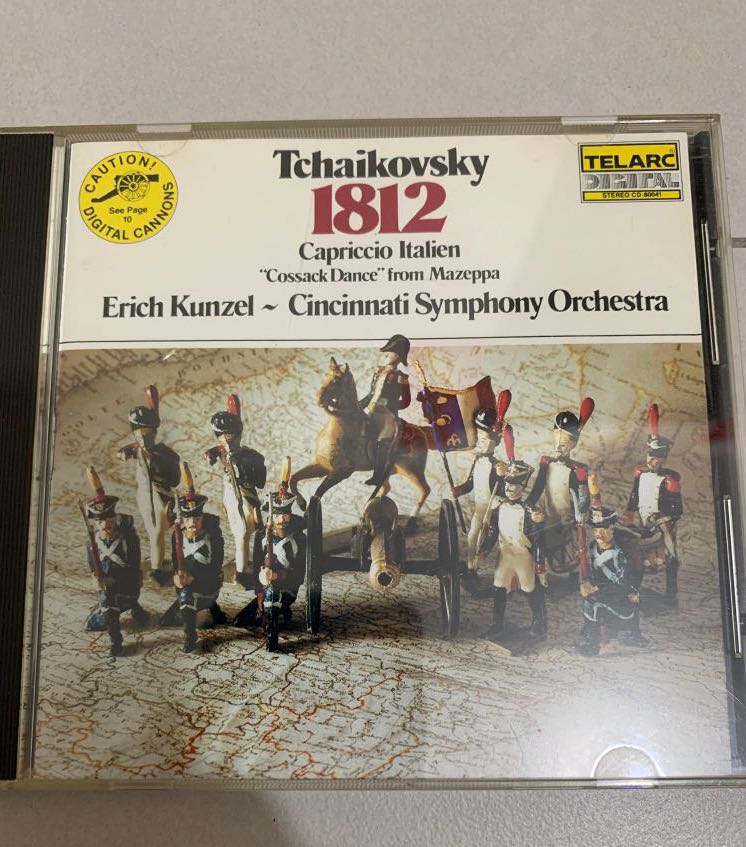 CAUTION!
See Page
10
DIGITAL CANNONS
Tchaikovsky
1812
Capriccio Italien
"Cossack Dance" from Mazeppa
Erich Kunzel ~ Cincinnati Symphony Orchestra
TELARC®
DIGITAL
STEREO CD-80041